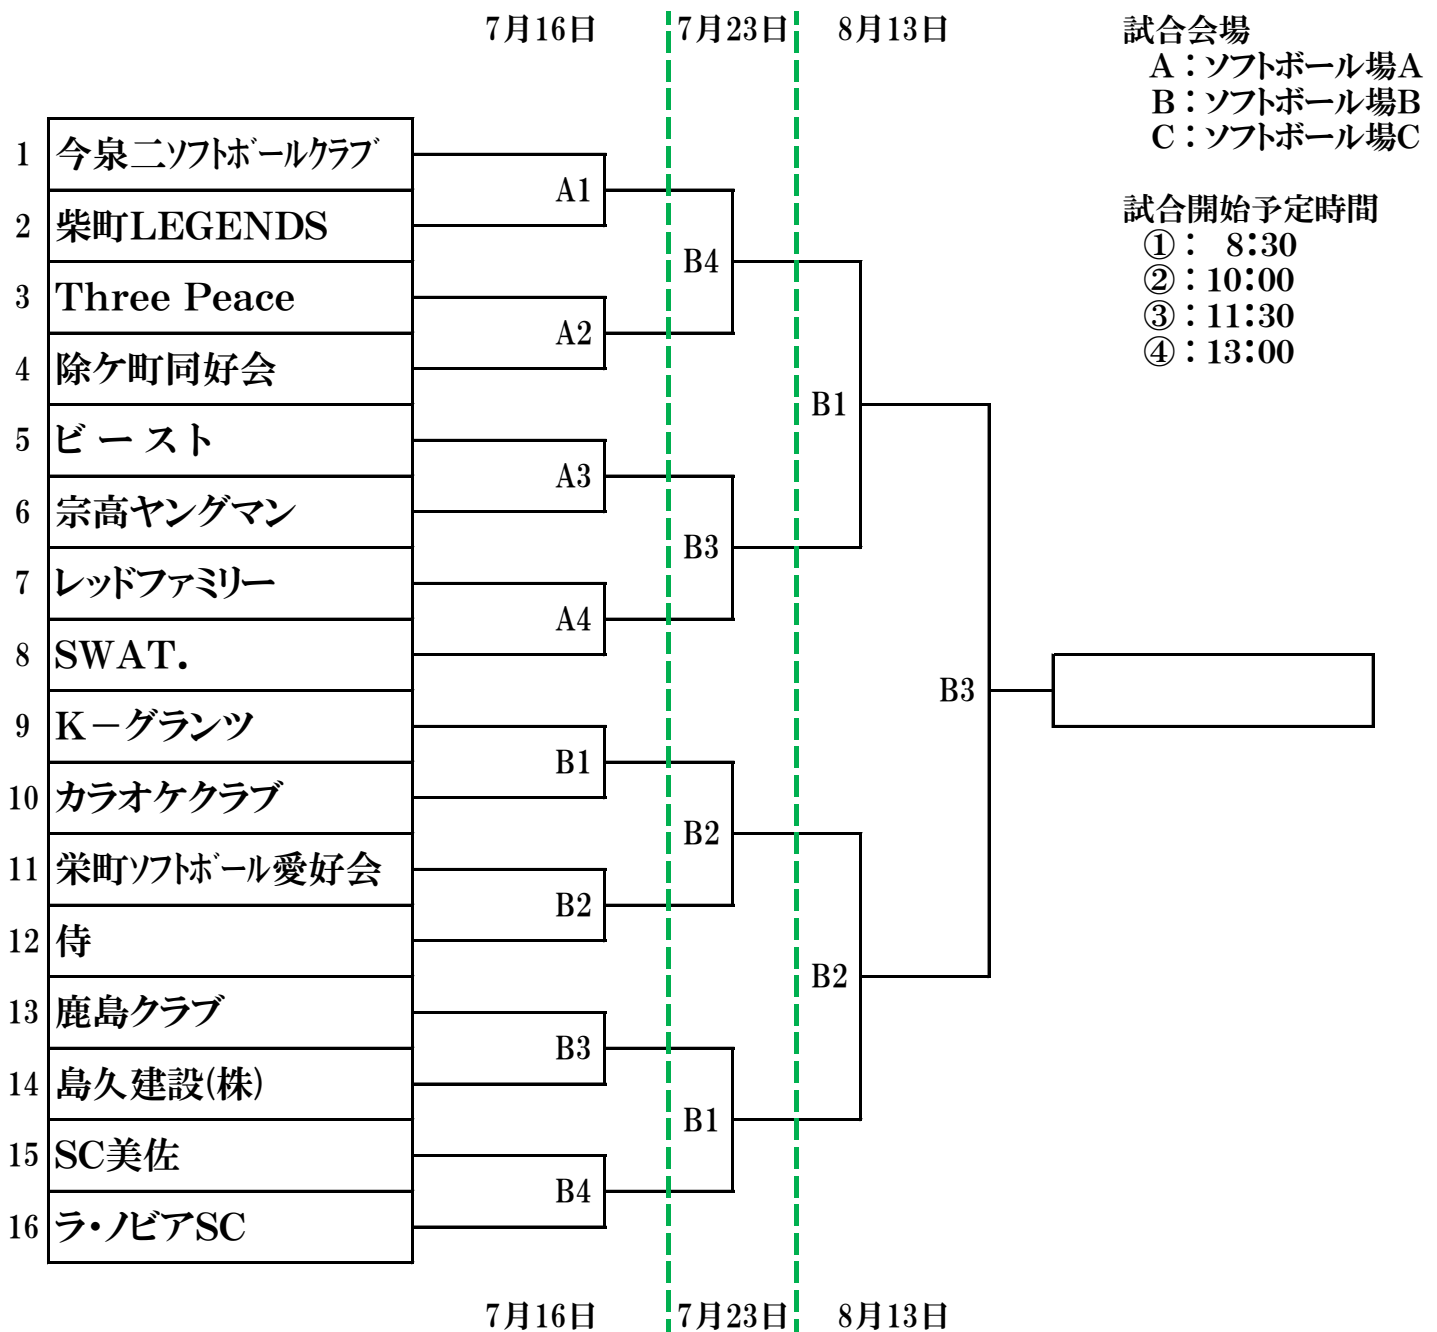 7月16日 7月23日 8月13日
試合会場
A：ソフトボール場A
B：ソフトボール場B
C：ソフトボール場C
試合開始予定時間
①： 8：30
②：10：00
③：11：30
④：13：00
1 今泉二ソフトボールクラブ
2 柴町LEGENDS
3 Three Peace
4 除ケ町同好会
5 ビースト
6 宗高ヤングマン
7 レッドファミリー
8 SWAT.
9 K－グランツ
10 カラオケクラブ
11 栄町ソフトボール愛好会
12 侍
13 鹿島クラブ
14 島久建設(株)
15 SC美佐
16 ラ・ノビアSC
A1
A2
A3
A4
B1
B2
B3
B4
B4
B3
B2
B1
B1
B2
B3
7月16日 7月23日 8月13日